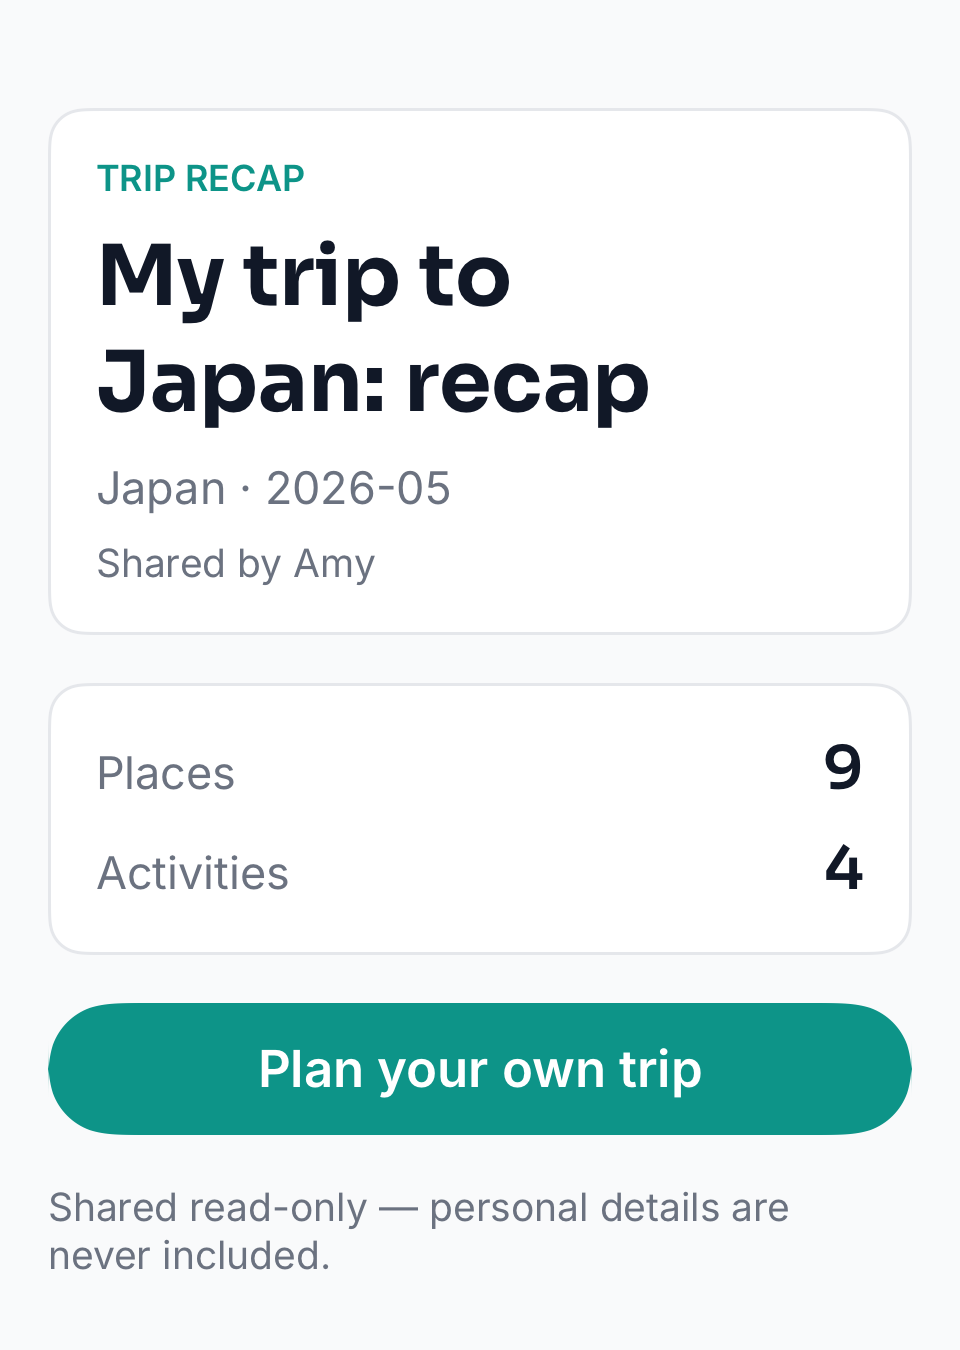 TRIP RECAP
My trip to
Japan: recap
Japan · 2026-05
Shared by Amy
Places 9
Activities 4
Plan your own trip
Shared read-only — personal details are
never included.